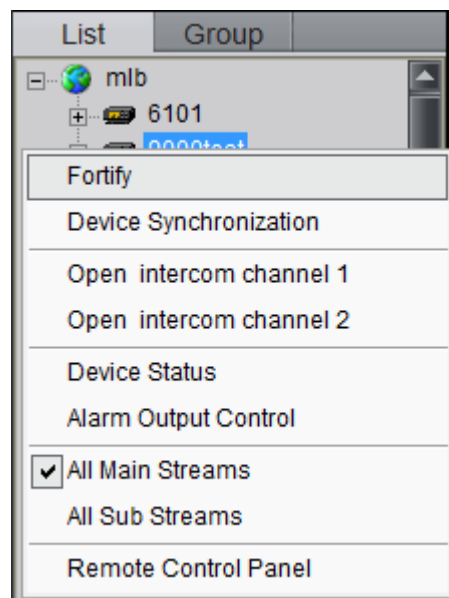 List Group
mlb
6101
Fortify
Device Synchronization
Open intercom channel 1
Open intercom channel 2
Device Status
Alarm Output Control
All Main Streams
All Sub Streams
Remote Control Panel